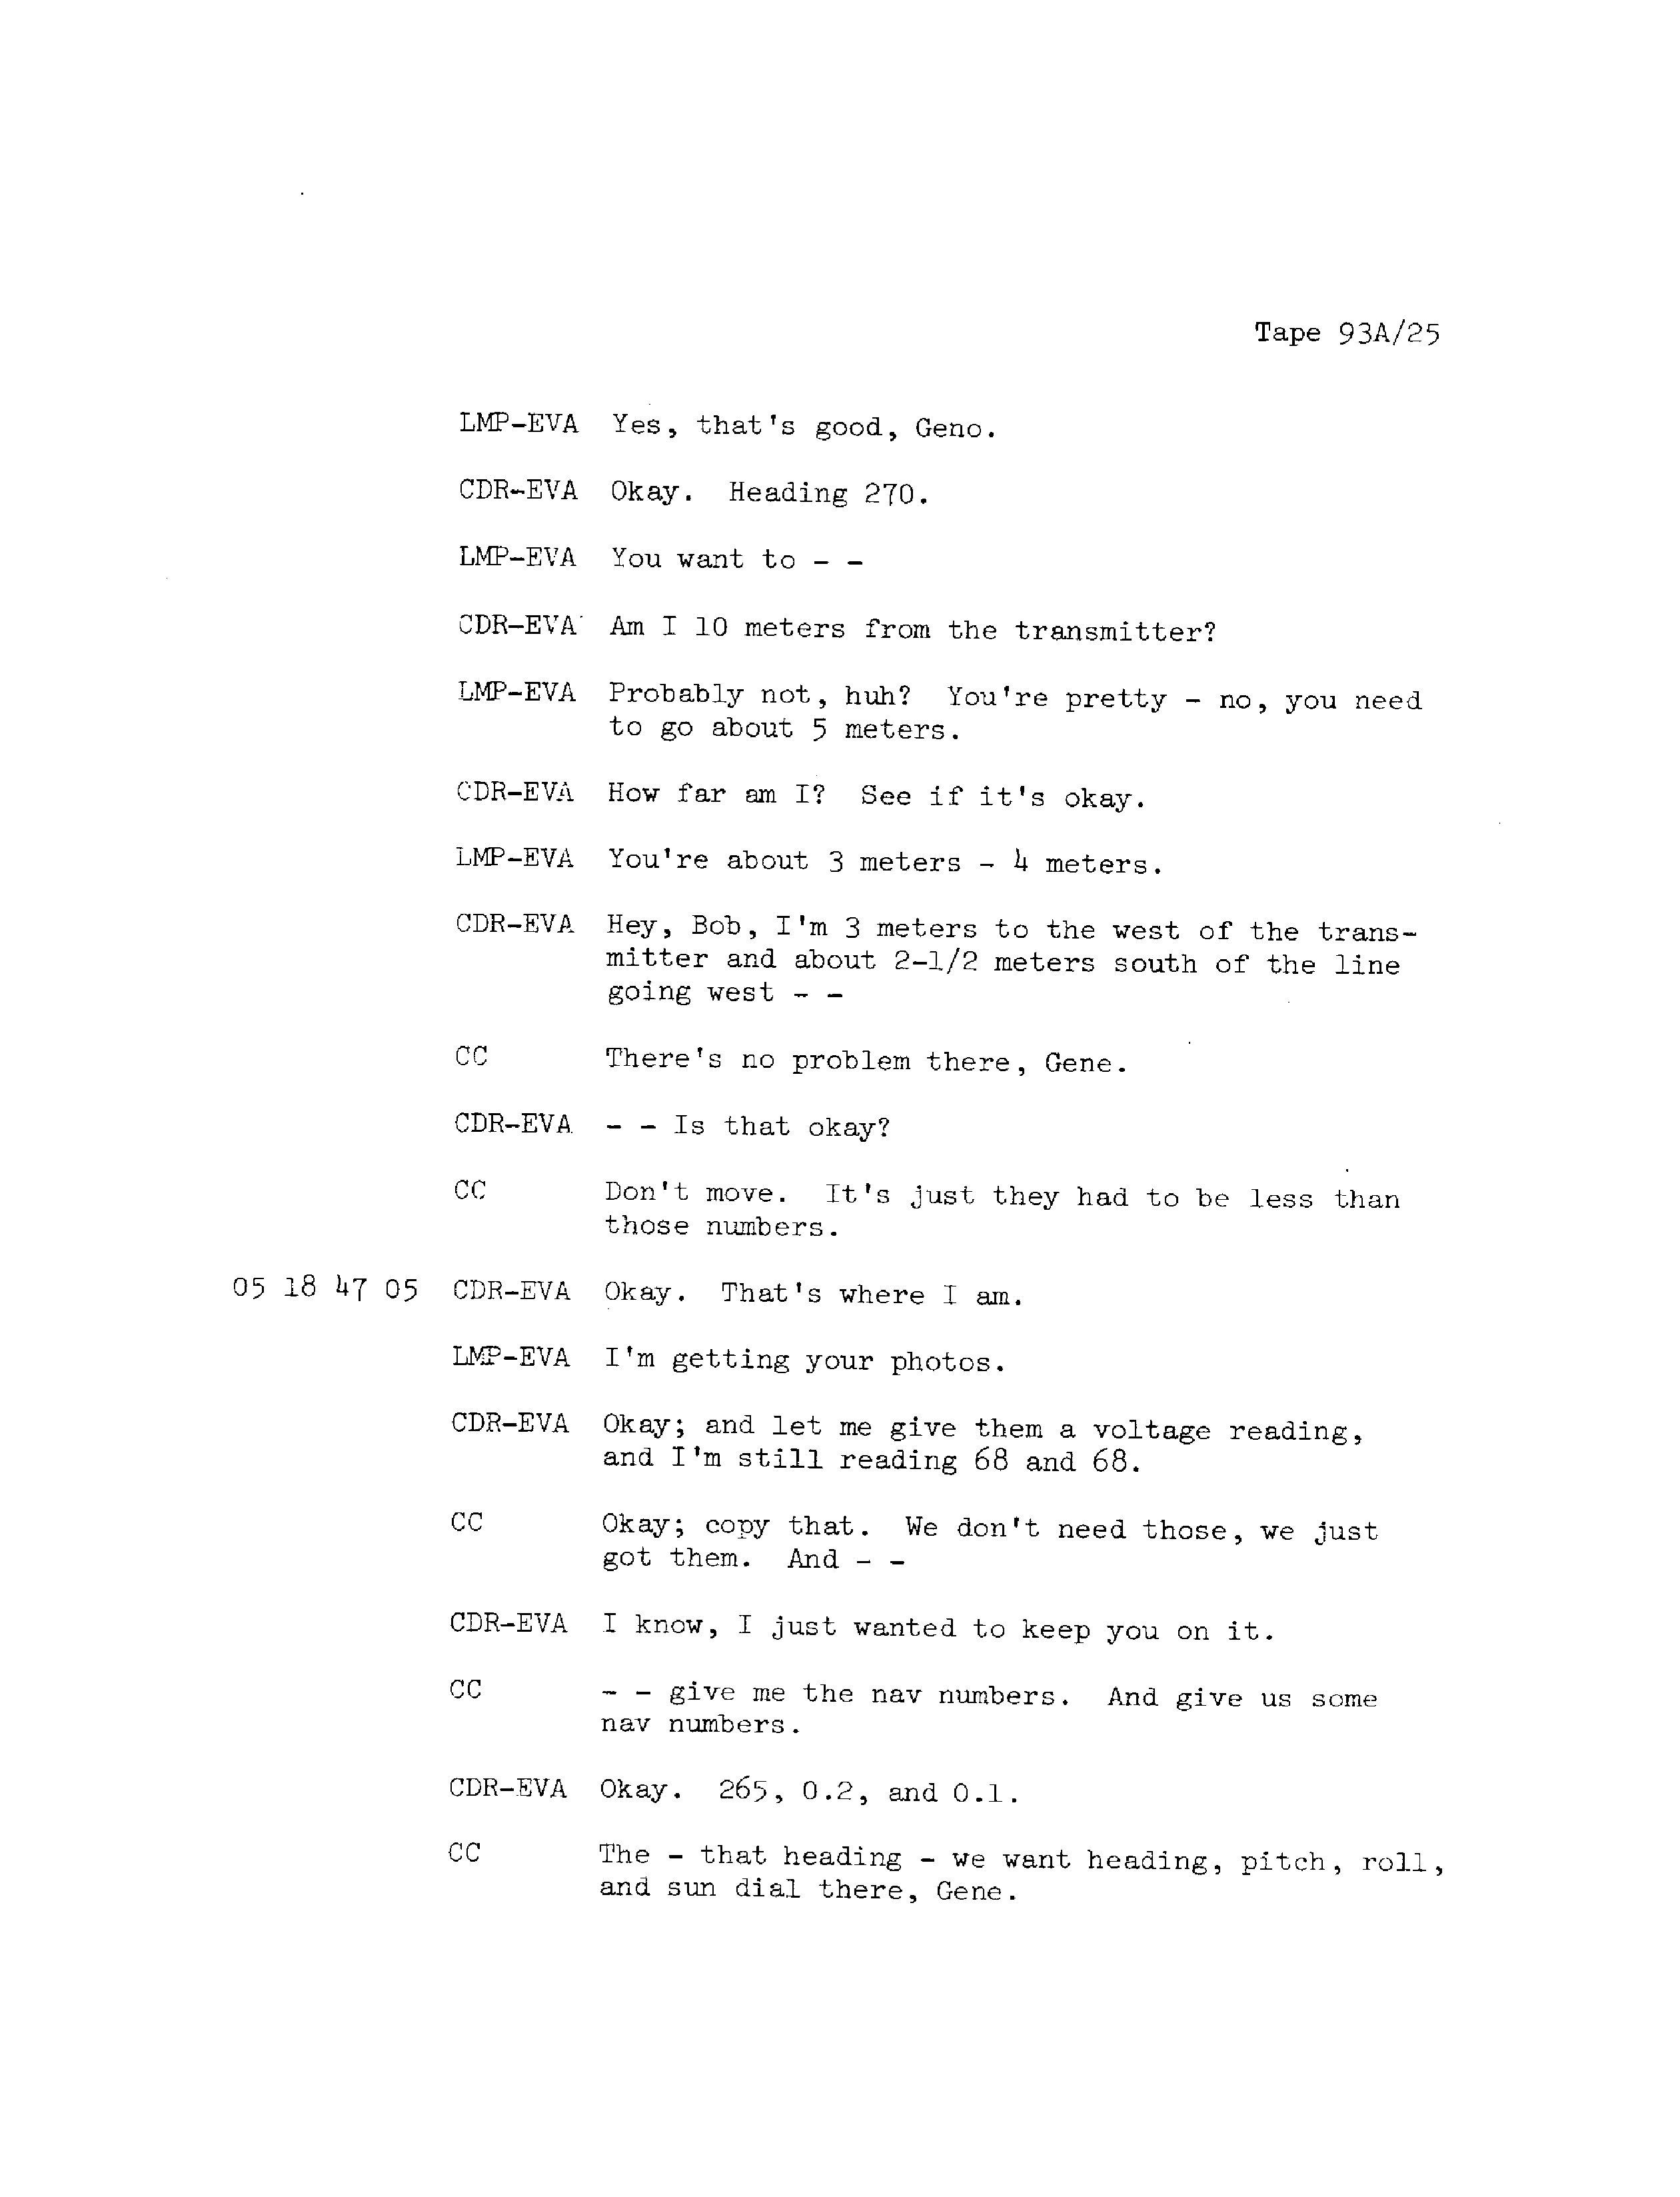 Tape 93A/25
LMP-EVA Yes, that's good, Geno.
CDR-EVA Okay. Heading 270.
LMP-EVA You want to - -
CDR-EVA Am I 10 meters from the transmitter?
LMP-EVA Probably not, huh? You're pretty - no, you need
to go about 5 meters.
CDR-EVA How far am I? See if it's okay.
LMP-EVA You're about 3 meters - 4 meters.
CDR-EVA Hey, Bob, I'm 3 meters to the west of the trans-
mitter and about 2-1/2 meters south of the line
going west - -
CC There's no problem there, Gene.
CDR-EVA - - Is that okay?
CC Don't move. It's just they had to be less than
those numbers.
05 18 47 05 CDR-EVA Okay. That's where I am.
LMP-EVA I'm getting your photos.
CDR-EVA Okay; and let me give them a voltage reading,
and I'm still reading 68 and 68.
CC Okay; copy that. We don't need those, we just
got them. And - -
CDR-EVA I know, I just wanted to keep you on it.
CC - - give me the nav numbers. And give us some
nav numbers.
CDR-EVA Okay. 265, 0.2, and 0.1.
CC The - that heading - we want heading, pitch, roll,
and sun dial there, Gene.